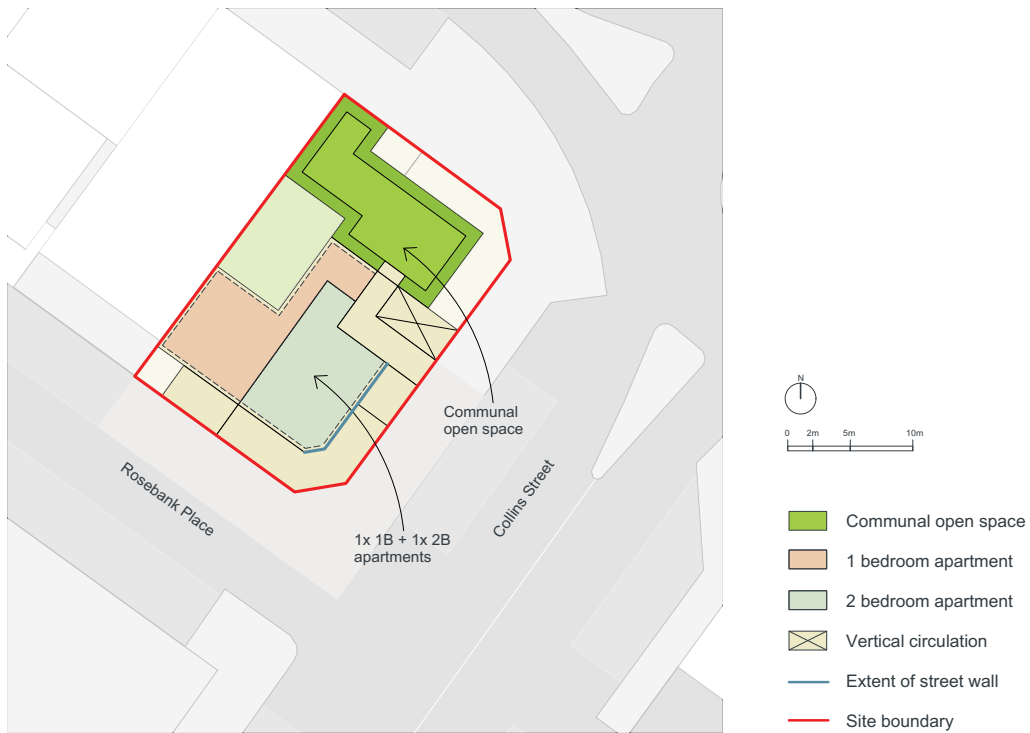 Communal
open space
Rosebank Place
Collins Street
1x 1B + 1x 2B
apartments
N
0 2m 5m 10m
Communal open space
1 bedroom apartment
2 bedroom apartment
Vertical circulation
Extent of street wall
Site boundary